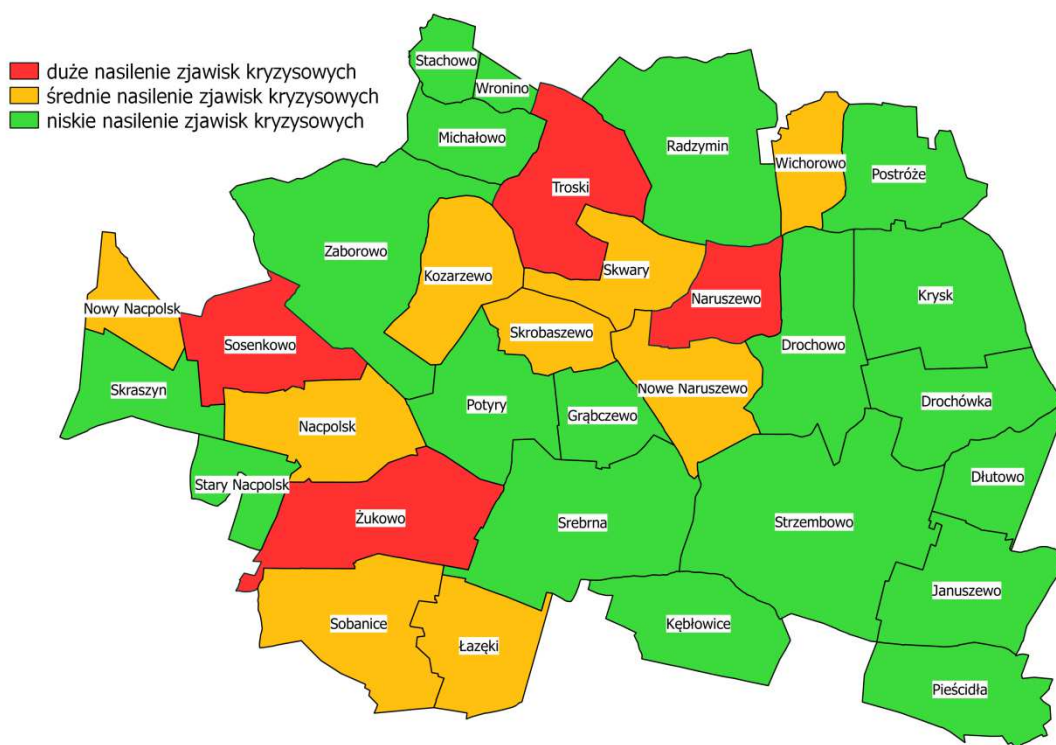 duże nasilenie zjawisk kryzysowych
średnie nasilenie zjawisk kryzysowych
niskie nasilenie zjawisk kryzysowych
Stachowo
Wronino
Michałowo
Radzymin
Wichorowo
Postróże
Troski
Zaborowo
Kozarzewo
Skwary
Naruszewo
Krysk
Nowy Nacpolsk
Sosenkowo
Skrobaszewo
Drochowo
Skraszyn
Nowe Naruszewo
Potyry
Grąbczewo
Drochówka
Nacpolsk
Stary Nacpolsk
Dłutowo
Żukowo
Srebrna
Strzembowo
Januszewo
Sobanice
Łazęki
Kębłowice
Pieścidła